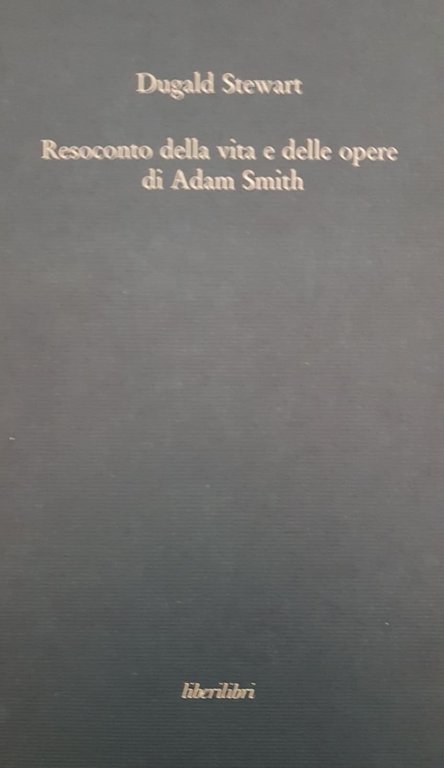 Dugald Stewart
Resoconto della vita e delle opere
di Adam Smith
liberilibri